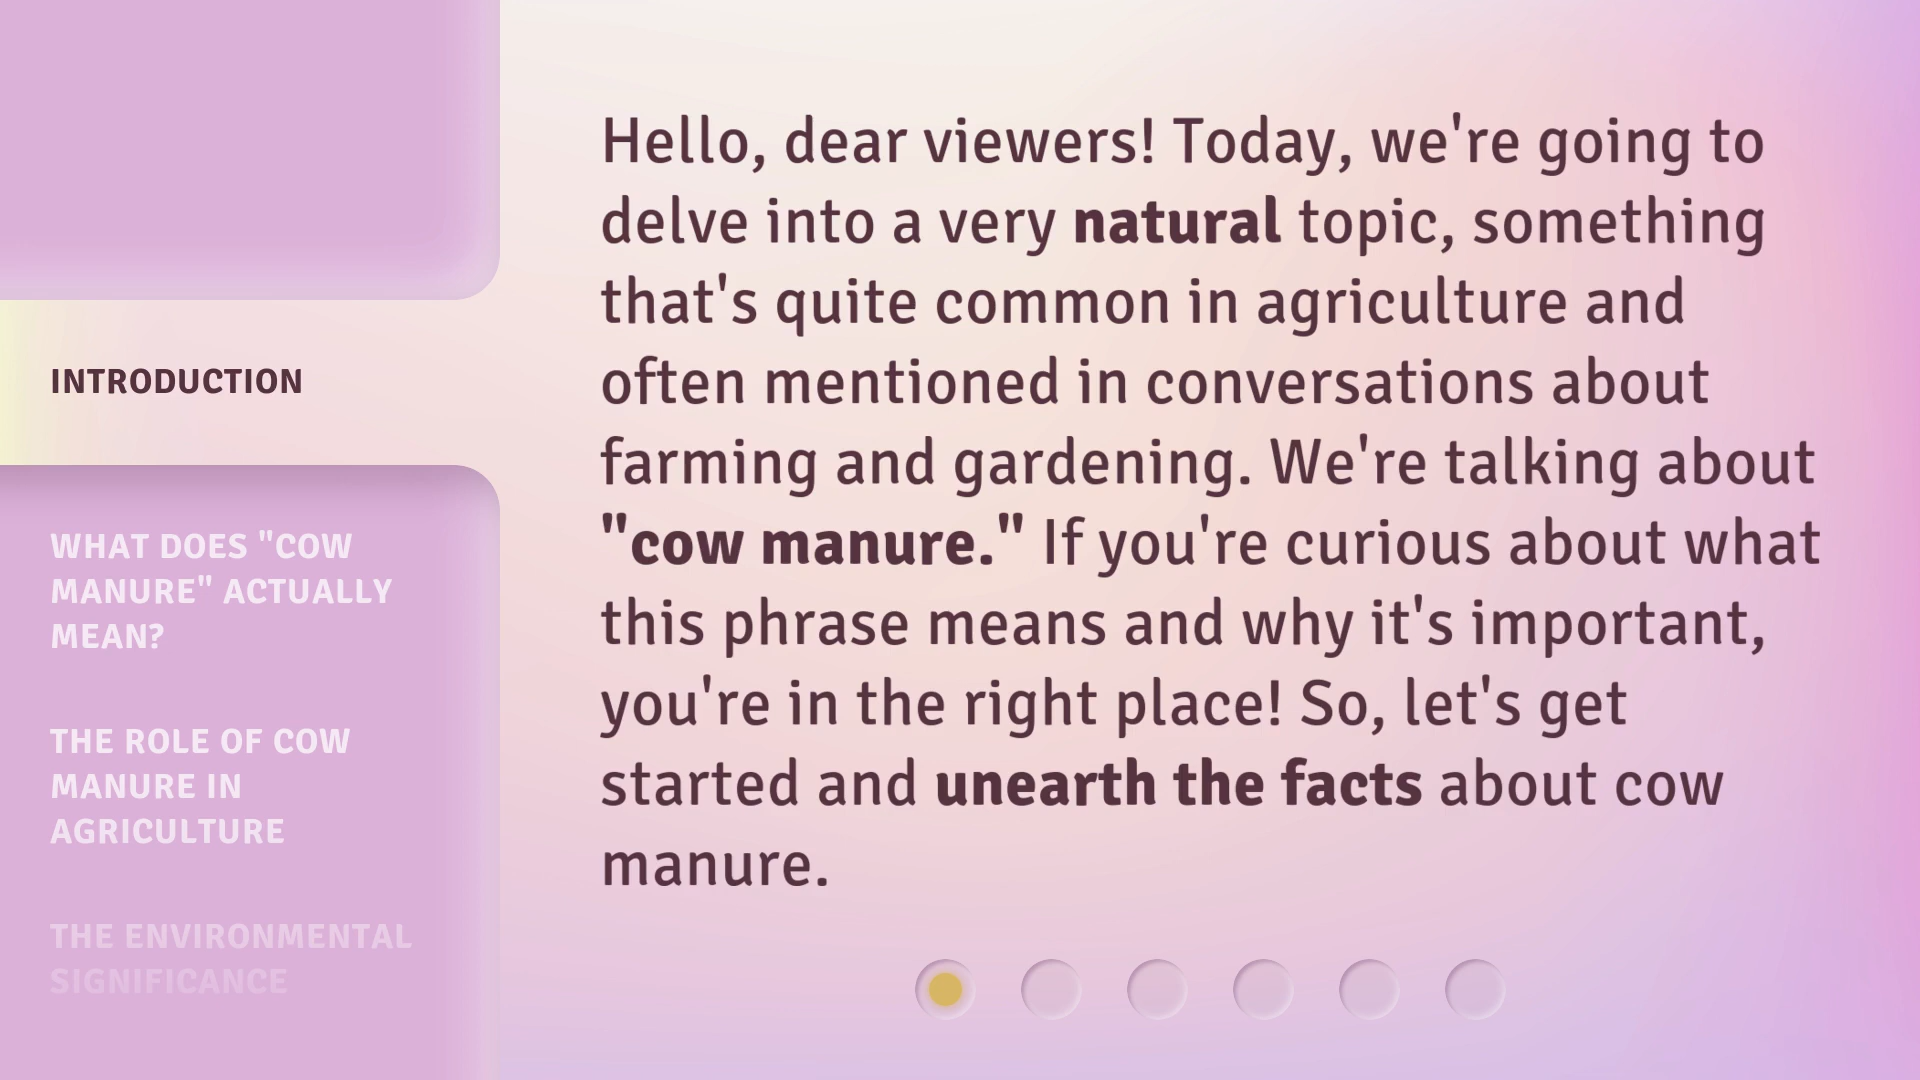 INTRODUCTION
WHAT DOES "COW
MANURE" ACTUALLY
MEAN?
THE ROLE OF COW
MANURE IN
AGRICULTURE
THE ENVIRONMENTAL
SIGNIFICANCE
Hello, dear viewers! Today, we're going to
delve into a very natural topic, something
that's quite common in agriculture and
often mentioned in conversations about
farming and gardening. We're talking about
"cow manure." If you're curious about what
this phrase means and why it's important,
you're in the right place! So, let's get
started and unearth the facts about cow
manure.